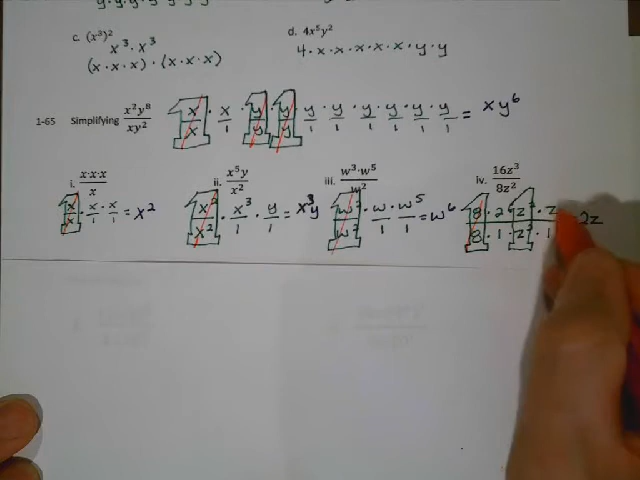 c. (x³)² d. 4x⁵y²
x³ · x³ 4 · x · x · x · x · x · y · y
(x · x · x) · (x · x · x)
1-65 Simplifying x²y⁸/xy² x/x · x/1 · y/y · y/y · y/1 · y/1 · y/1 · y/1 · y/1 · y/1 = xy⁶
i. x·x·x/x ii. x⁵y/x² iii. w³·w⁵/w² iv. 16z³/8z²
x/x · x/1 · x/1 = x² x²/x² · x³/1 · y/1 = x³y w²/w² · w/1 · w⁵/1 = w⁶ 8/8 · 2/1 · z²/z² · z/1 = 2z